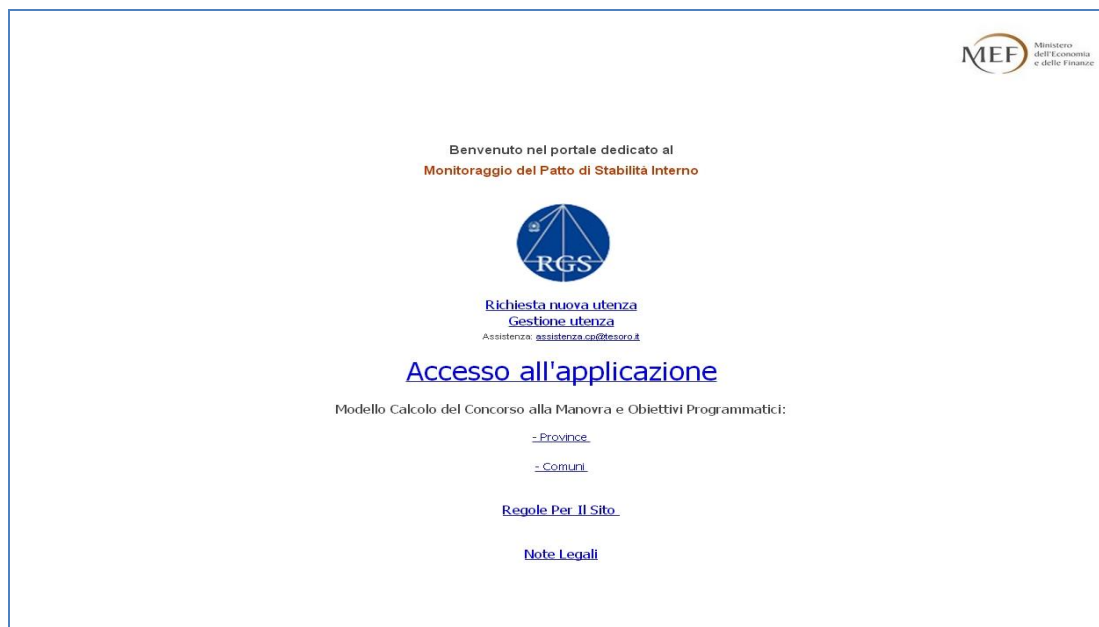 MEF
Ministero
dell'Economia
e delle Finanze
Benvenuto nel portale dedicato al
Monitoraggio del Patto di Stabilità Interno
RGS
Richiesta nuova utenza
Gestione utenza
Assistenza: assistenza.cp@tesoro.it
Accesso all'applicazione
Modello Calcolo del Concorso alla Manovra e Obiettivi Programmatici:
- Province
- Comuni
Regole Per Il Sito
Note Legali